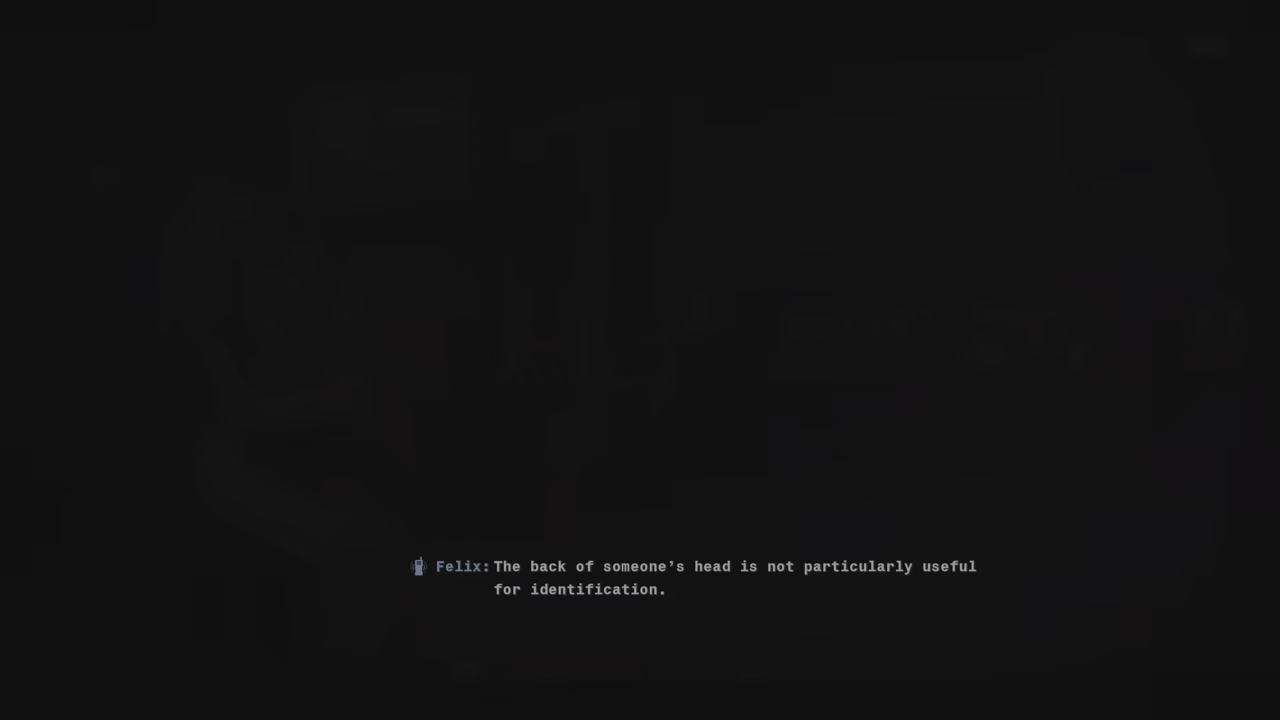 Felix: The back of someone’s head is not particularly useful
for identification.